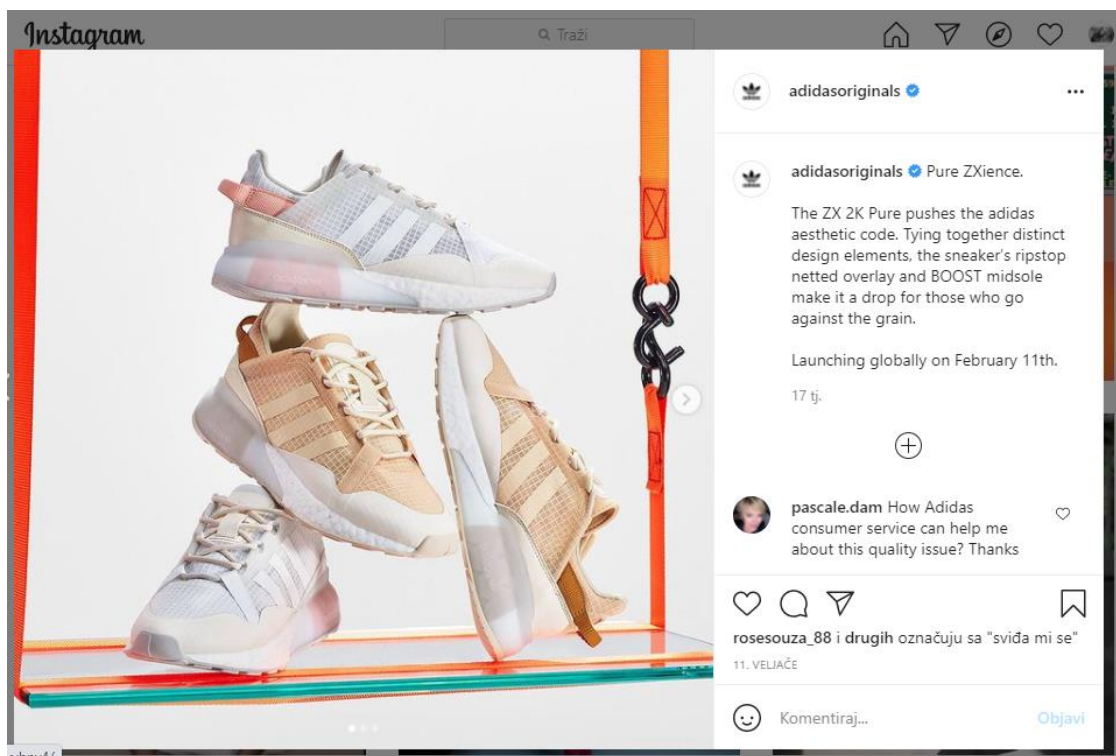 Instagram
Traži
adidasoriginals
adidasoriginals Pure ZXience.
The ZX 2K Pure pushes the adidas
aesthetic code. Tying together distinct
design elements, the sneaker's ripstop
netted overlay and BOOST midsole
make it a drop for those who go
against the grain.
Launching globally on February 11th.
17 tj.
pascale.dam How Adidas
consumer service can help me
about this quality issue? Thanks
rosesouza_88 i drugih označuju sa "sviđa mi se"
11. VELJAČE
Komentiraj...
Objavi